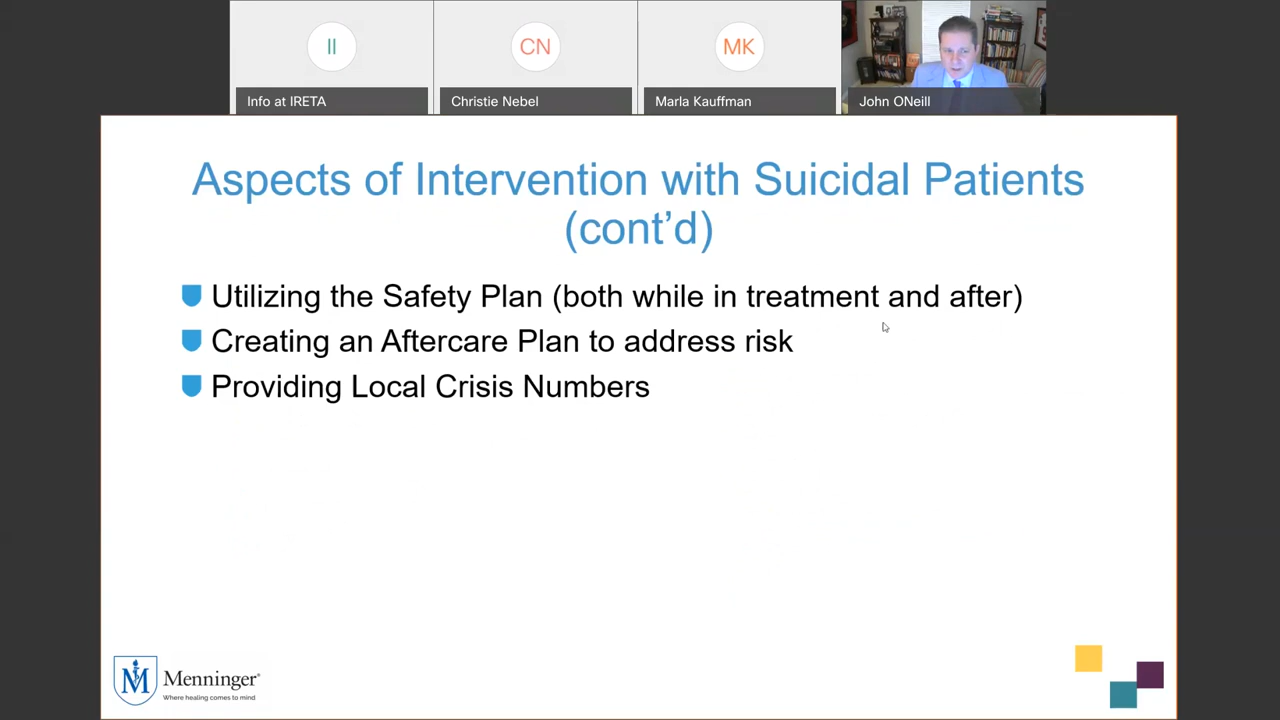 II
CN
MK
Info at IRETA
Christie Nebel
Marla Kauffman
John ONeill
Aspects of Intervention with Suicidal Patients
(cont’d)
Utilizing the Safety Plan (both while in treatment and after)
Creating an Aftercare Plan to address risk
Providing Local Crisis Numbers
M
Menninger®
Where healing comes to mind